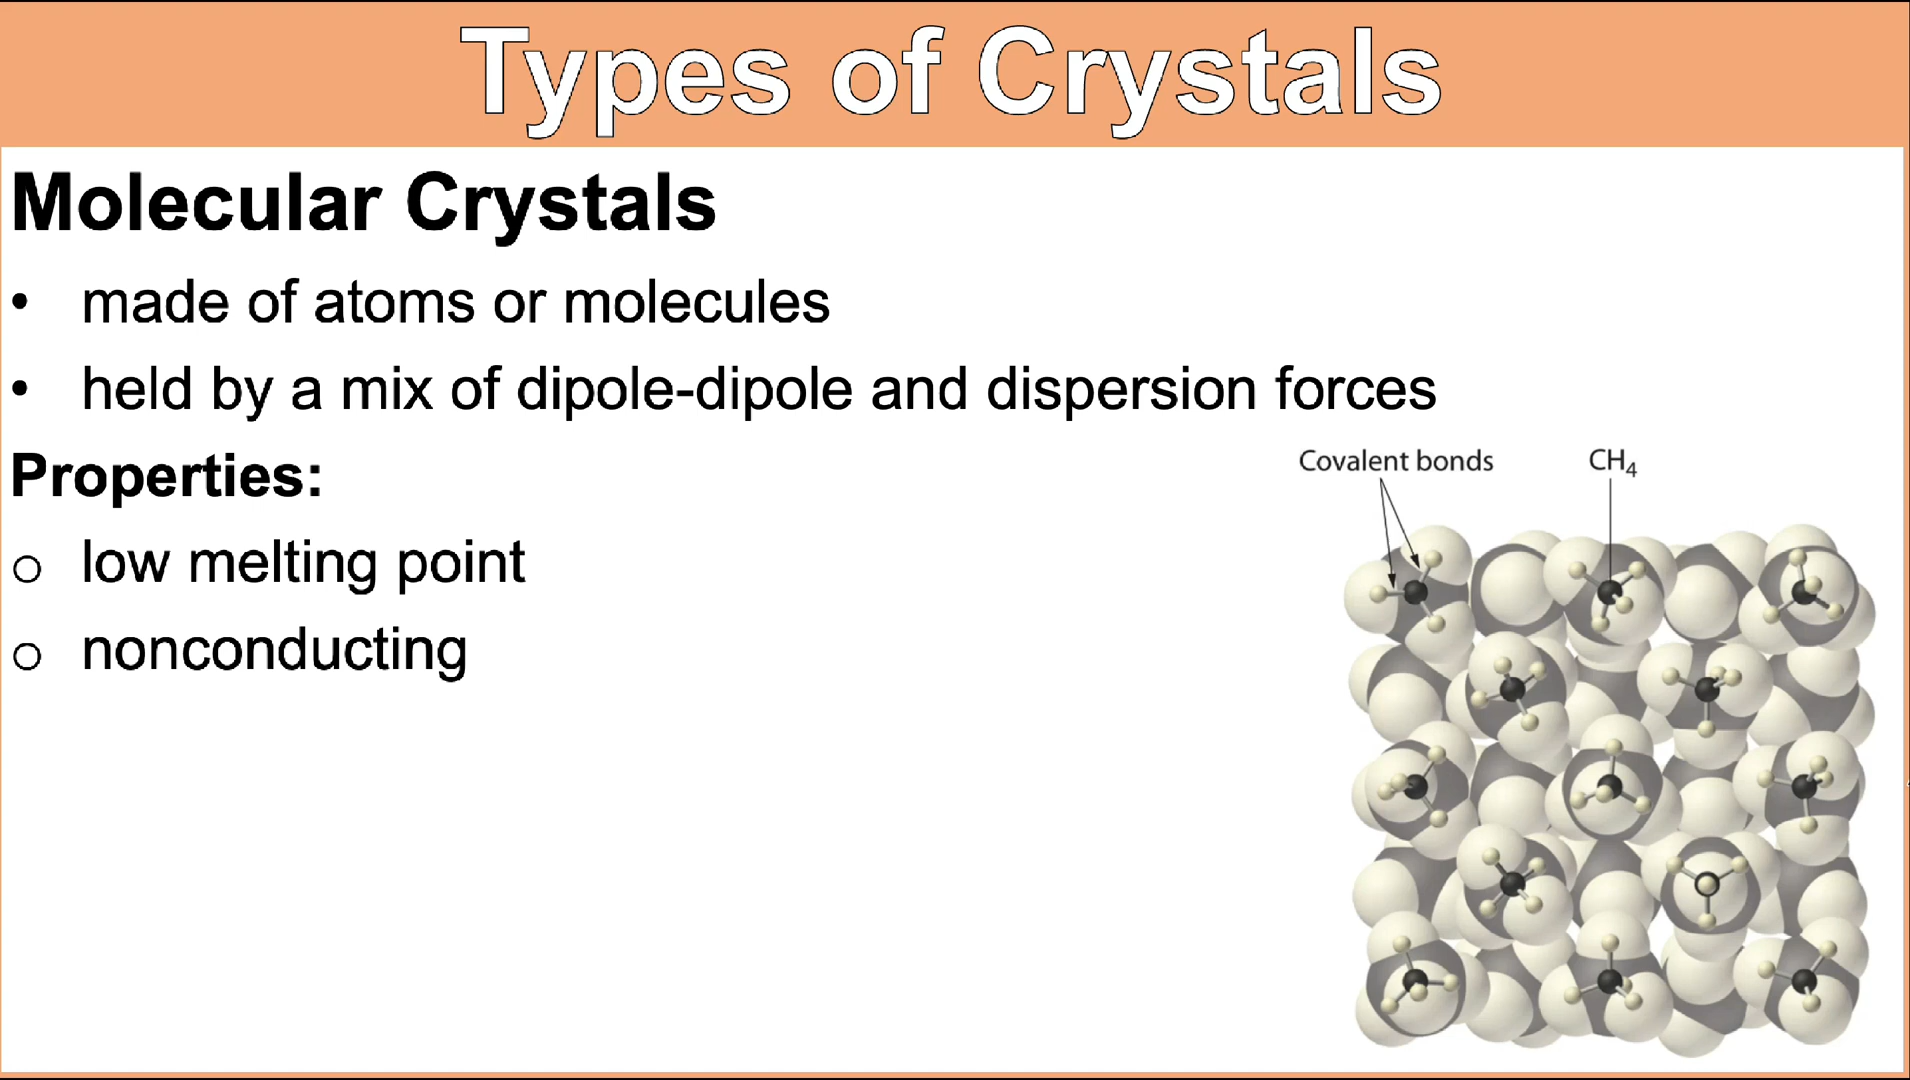 Types of Crystals
Molecular Crystals
• made of atoms or molecules
• held by a mix of dipole-dipole and dispersion forces
Properties:
o low melting point
o nonconducting
Covalent bonds
CH₄